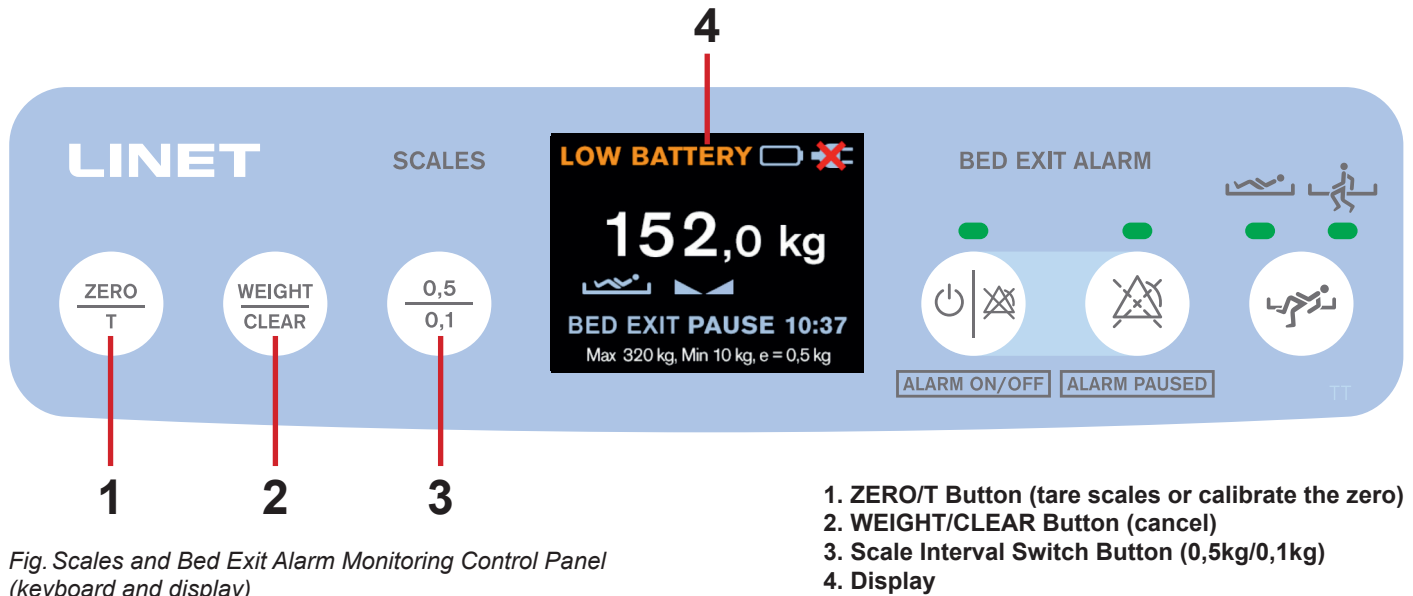 4
LINET
SCALES
LOW BATTERY
BED EXIT ALARM
152,0 kg
ZERO
T
WEIGHT
CLEAR
0,5
0,1
BED EXIT PAUSE 10:37
Max 320 kg, Min 10 kg, e = 0,5 kg
ALARM ON/OFF
ALARM PAUSED
TT
1
2
3
1. ZERO/T Button (tare scales or calibrate the zero)
2. WEIGHT/CLEAR Button (cancel)
3. Scale Interval Switch Button (0,5kg/0,1kg)
4. Display
Fig. Scales and Bed Exit Alarm Monitoring Control Panel
(keyboard and display)